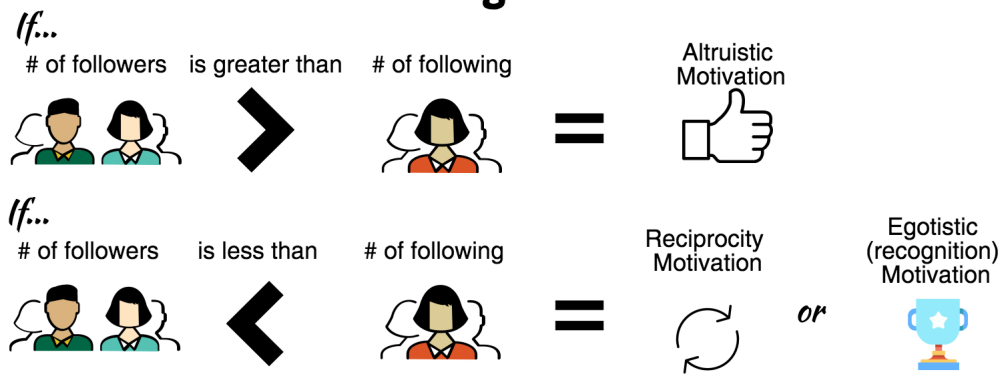 If...
# of followers is greater than # of following
Altruistic
Motivation
If...
# of followers is less than # of following
Reciprocity
Motivation
or
Egotistic
(recognition)
Motivation